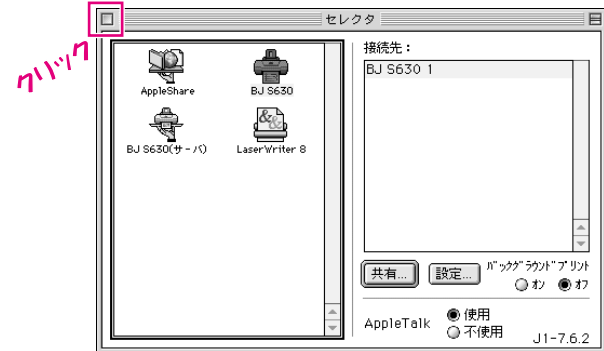 セレクタ
クリック
AppleShare
BJ S630
BJ S630(サーバ)
LaserWriter 8
接続先：
BJ S630 1
共有...
設定...
バックグラウンドプリント
オン
オフ
AppleTalk
使用
不使用
J1-7.6.2